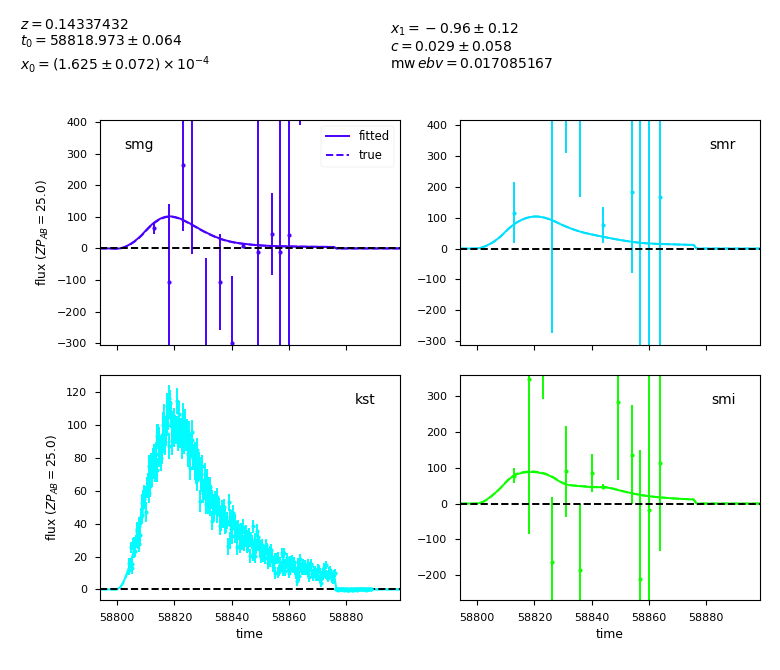 z = 0.14337432
t₀ = 58818.973 ± 0.064
x₀ = (1.625 ± 0.072) × 10⁻⁴
x₁ = −0.96 ± 0.12
c = 0.029 ± 0.058
mw ebv = 0.017085167
smg
fitted
true
400
300
200
100
0
−100
−200
−300
flux (ZP_AB = 25.0)
smr
400
300
200
100
0
−100
−200
−300
kst
120
100
80
60
40
20
0
flux (ZP_AB = 25.0)
58800 58820 58840 58860 58880
time
smi
300
200
100
0
−100
−200
58800 58820 58840 58860 58880
time